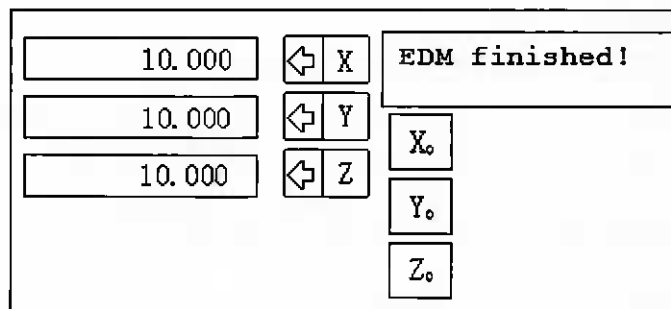 10.000 X EDM finished!
10.000 Y
X₀
10.000 Z
Y₀
Z₀